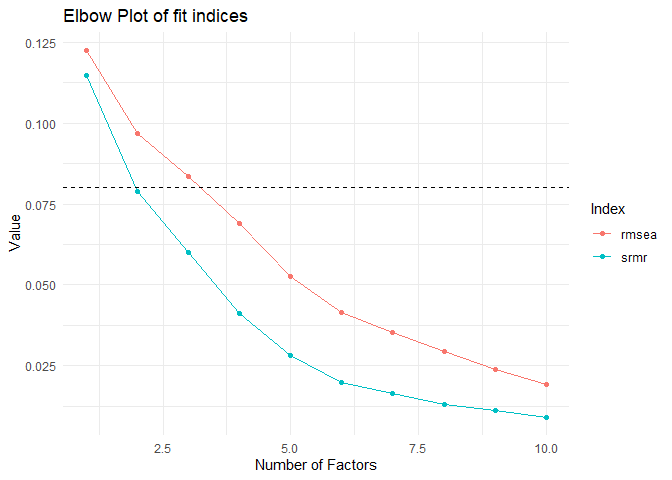 Elbow Plot of fit indices
0.125
0.100
0.075
0.050
0.025
Value
2.5
5.0
7.5
10.0
Number of Factors
Index
rmsea
srmr